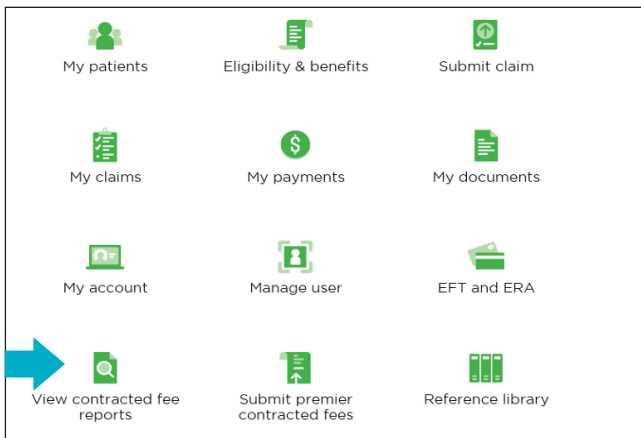 My patients
Eligibility & benefits
Submit claim
My claims
My payments
My documents
My account
Manage user
EFT and ERA
View contracted fee
reports
Submit premier
contracted fees
Reference library